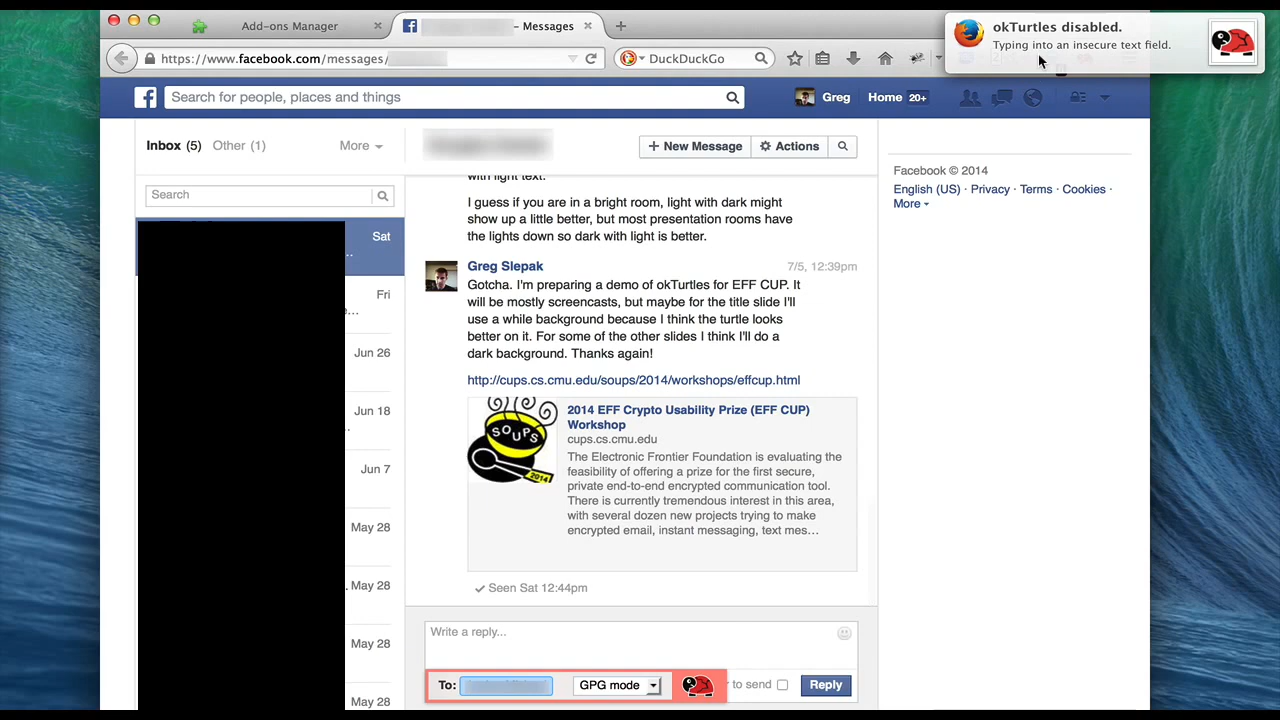 Add-ons Manager
- Messages
okTurtles disabled.
Typing into an insecure text field.
https://www.facebook.com/messages/
DuckDuckGo
Search for people, places and things
Greg
Home 20+
Inbox (5) Other (1) More
New Message
Actions
Search
with light text.
I guess if you are in a bright room, light with dark might
show up a little better, but most presentation rooms have
the lights down so dark with light is better.
Greg Slepak
7/5, 12:39pm
Gotcha. I'm preparing a demo of okTurtles for EFF CUP. It
will be mostly screencasts, but maybe for the title slide I'll
use a while background because I think the turtle looks
better on it. For some of the other slides I think I'll do a
dark background. Thanks again!
http://cups.cs.cmu.edu/soups/2014/workshops/effcup.html
SOUPS
2014
2014 EFF Crypto Usability Prize (EFF CUP)
Workshop
cups.cs.cmu.edu
The Electronic Frontier Foundation is evaluating the
feasibility of offering a prize for the first secure,
private end-to-end encrypted communication tool.
There is currently tremendous interest in this area,
with several dozen new projects trying to make
encrypted email, instant messaging, text mes…
Seen Sat 12:44pm
Write a reply...
To:
GPG mode
to send
Reply
Sat
...
Fri
e…
Jun 26
Jun 18
Jun 7
May 28
May 28
May 28
May 28
Facebook © 2014
English (US) · Privacy · Terms · Cookies ·
More